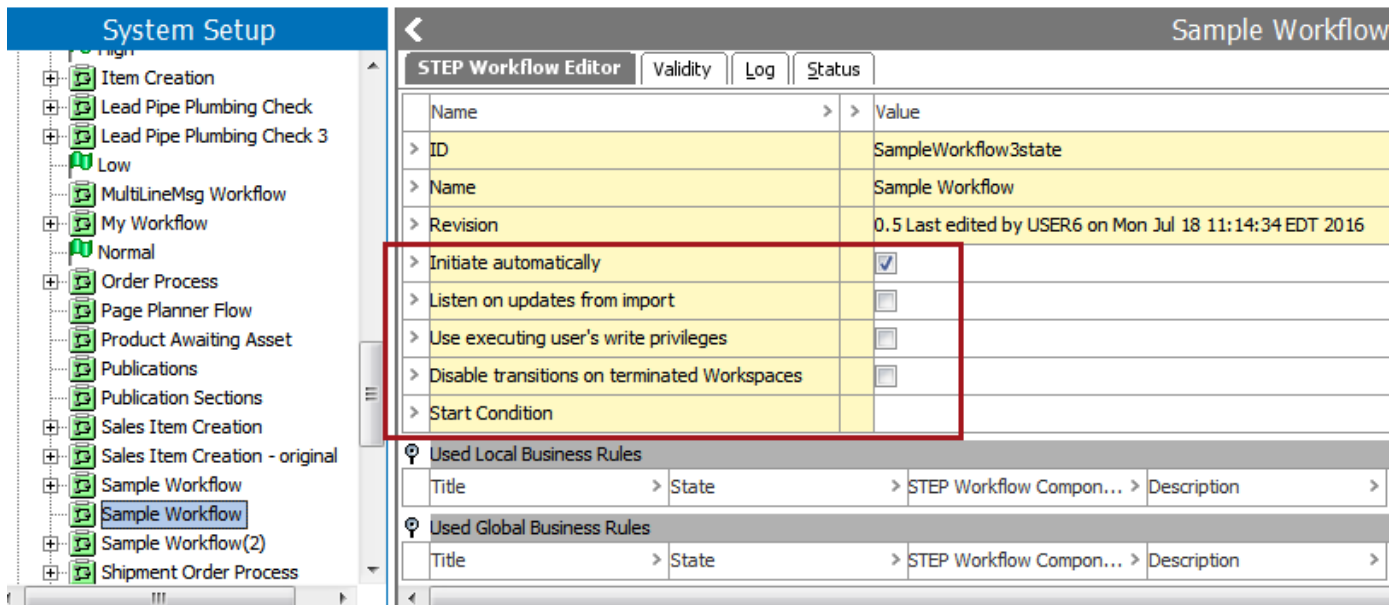 System Setup
High
Item Creation
Lead Pipe Plumbing Check
Lead Pipe Plumbing Check 3
Low
MultiLineMsg Workflow
My Workflow
Normal
Order Process
Page Planner Flow
Product Awaiting Asset
Publications
Publication Sections
Sales Item Creation
Sales Item Creation - original
Sample Workflow
Sample Workflow
Sample Workflow(2)
Shipment Order Process
Sample Workflow
STEP Workflow Editor Validity Log Status
Name > > Value
> ID SampleWorkflow3state
> Name Sample Workflow
> Revision 0.5 Last edited by USER6 on Mon Jul 18 11:14:34 EDT 2016
> Initiate automatically
> Listen on updates from import
> Use executing user's write privileges
> Disable transitions on terminated Workspaces
> Start Condition
Used Local Business Rules
Title > State > STEP Workflow Compon... > Description >
Used Global Business Rules
Title > State > STEP Workflow Compon... > Description >